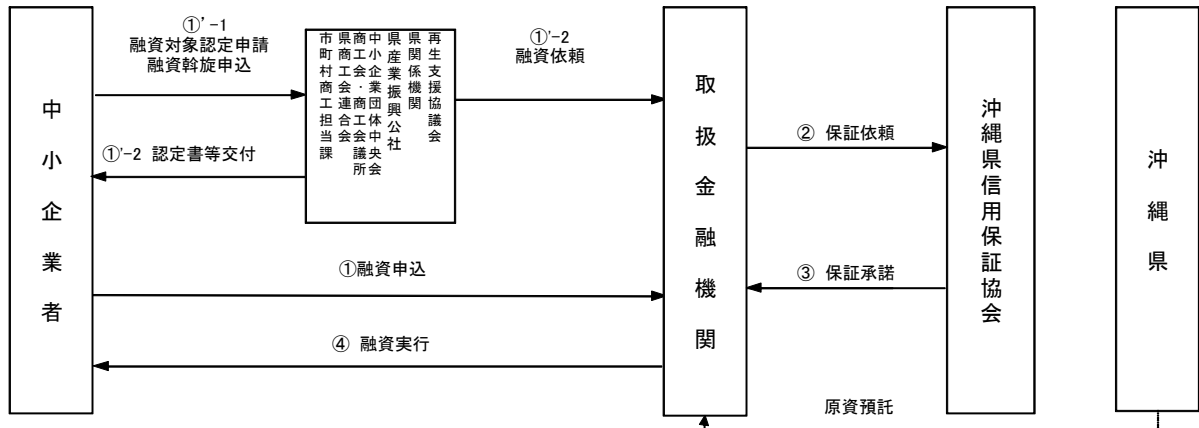 中小企業者
①'-1
融資対象認定申請
融資斡旋申込
①'-2 認定書等交付
再生支援協議会
県関係機関
県産業振興公社
中小企業団体中央会
商工会・商工会議所
県商工会連合会
市町村商工担当課
①'-2
融資依頼
①融資申込
④ 融資実行
取扱金融機関
② 保証依頼
③ 保証承諾
原資預託
沖縄県信用保証協会
沖縄県